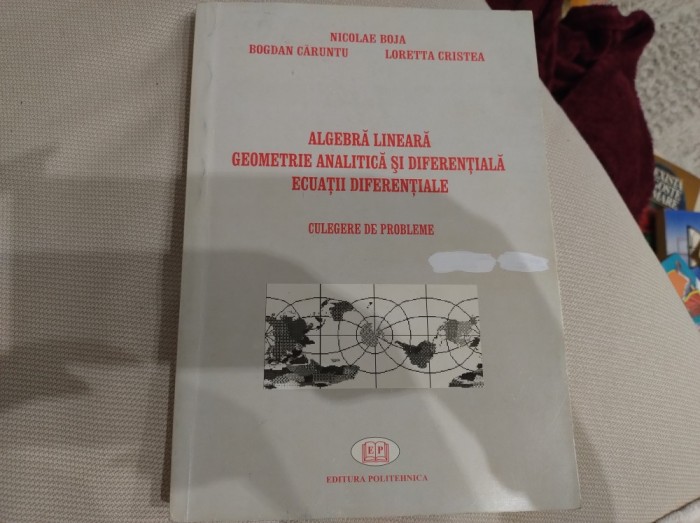 NICOLAE BOJA
BOGDAN CĂRUNTU LORETTA CRISTEA
ALGEBRĂ LINEARĂ
GEOMETRIE ANALITICĂ ŞI DIFERENŢIALĂ
ECUAŢII DIFERENŢIALE
CULEGERE DE PROBLEME
EP
EDITURA POLITEHNICA